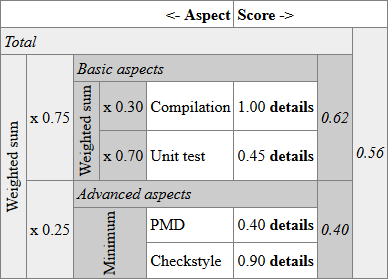 <- Aspect Score ->
Total
Weighted sum
x 0.75
Basic aspects
Weighted sum
x 0.30 Compilation 1.00 details
x 0.70 Unit test 0.45 details
0.62
x 0.25
Advanced aspects
Minimum
PMD 0.40 details
Checkstyle 0.90 details
0.40
0.56